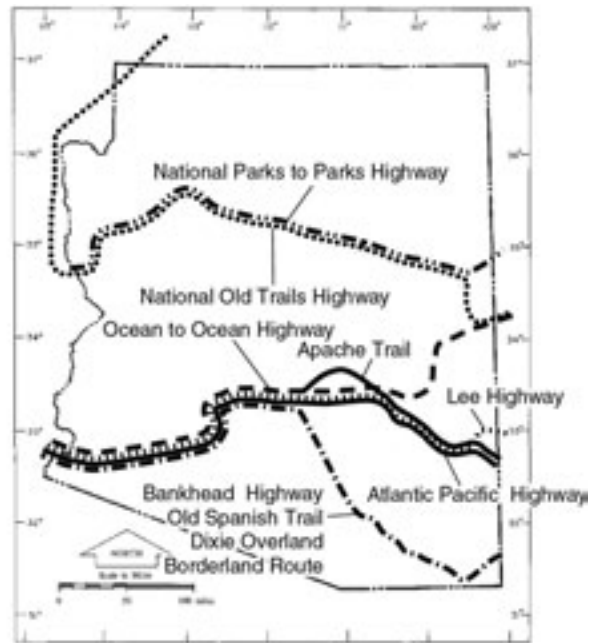 National Parks to Parks Highway
National Old Trails Highway
Ocean to Ocean Highway
Apache Trail
Lee Highway
Bankhead Highway
Atlantic Pacific Highway
Old Spanish Trail
Dixie Overland
Borderland Route
NORTH